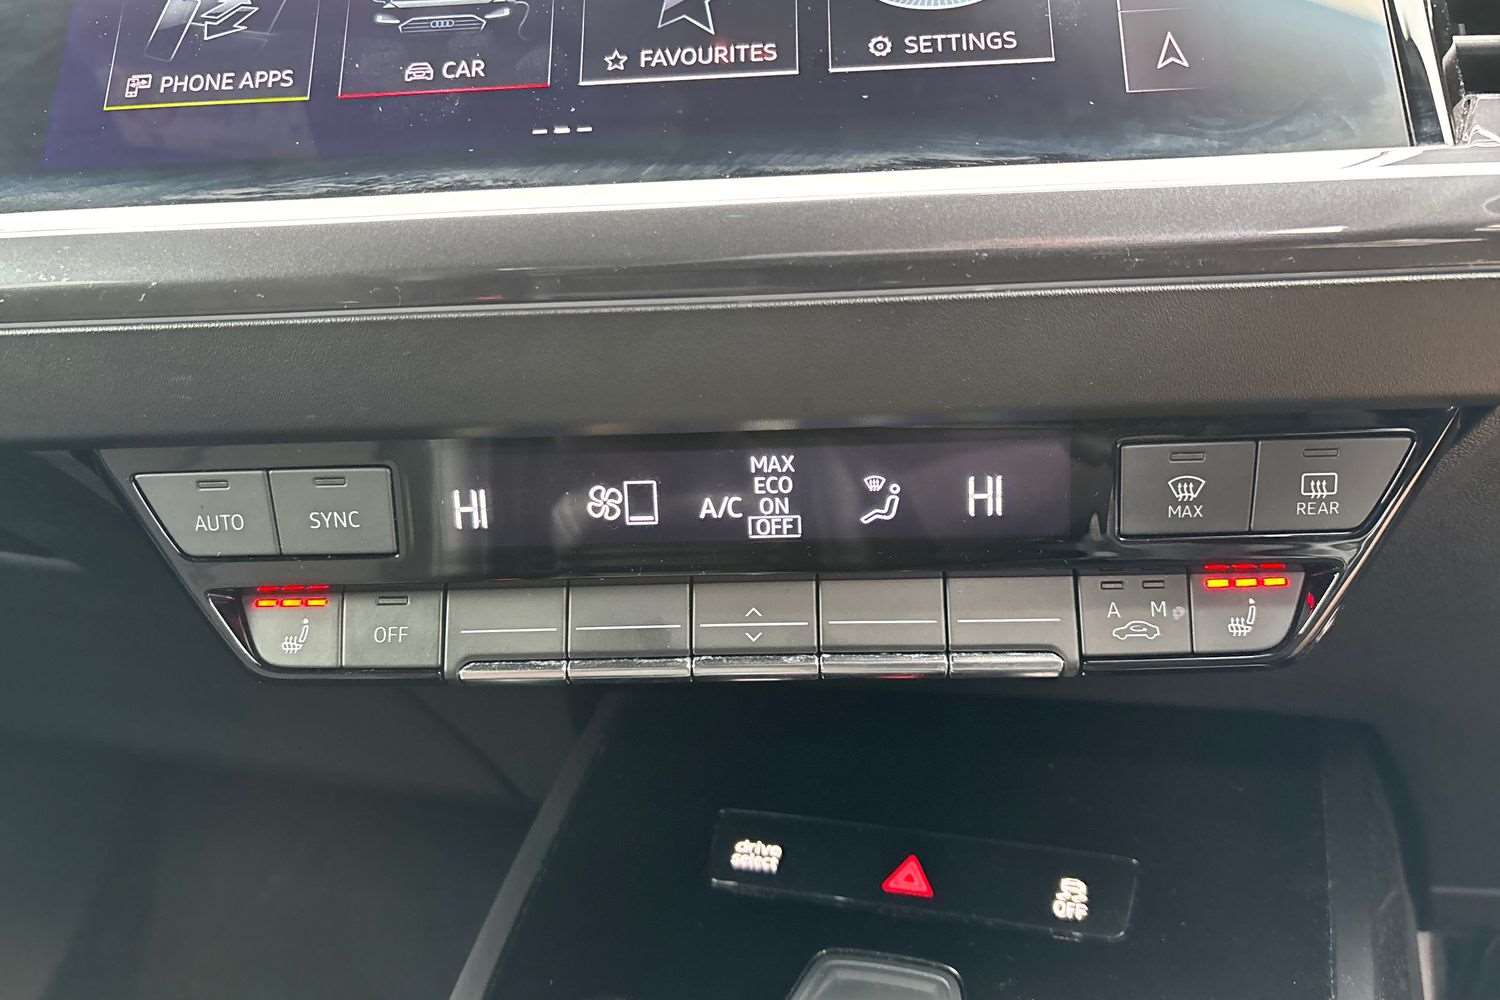 PHONE APPS
CAR
FAVOURITES
SETTINGS
AUTO
SYNC
HI
A/C
MAX
ECO
ON
OFF
HI
MAX
REAR
OFF
A M
drive
select
OFF